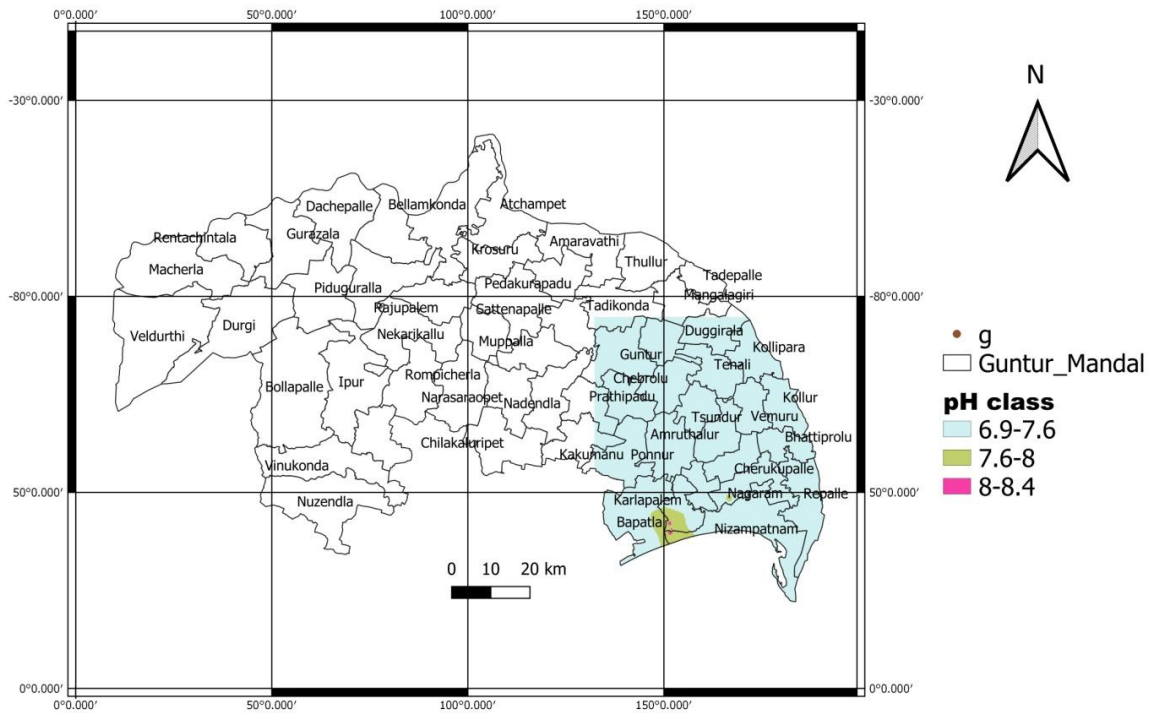 0°0.000' 50°0.000' 100°0.000' 150°0.000'
-30°0.000' -30°0.000'
N
Dachepalle Bellamkonda Atchampet
Rentachintala Gurazala Krosuru Amaravathi
Macherla Thullur
Piduguralla Pedakurapadu Tadepalle
-80°0.000' Mangalagiri -80°0.000'
Rajupalem Sattenapalle Tadikonda
Veldurthi Durgi Nekarikallu Muppalla Duggirala
Guntur Kollipara
Tenali
Bollapalle Ipur Rompicherla Chebrolu
Narasaraopet Nadendla Prathipadu Kollur
Tsundur Vemuru
Chilakaluripet Amruthalur Bhattiprolu
Kakumanu Ponnur
Vinukonda Cherukupalle
50°0.000' Nuzendla Karlapalem Nagaram Repalle 50°0.000'
Bapatla Nizampatnam
0 10 20 km
0°0.000' 0°0.000'
0°0.000' 50°0.000' 100°0.000' 150°0.000'
g
Guntur_Mandal
pH class
6.9-7.6
7.6-8
8-8.4